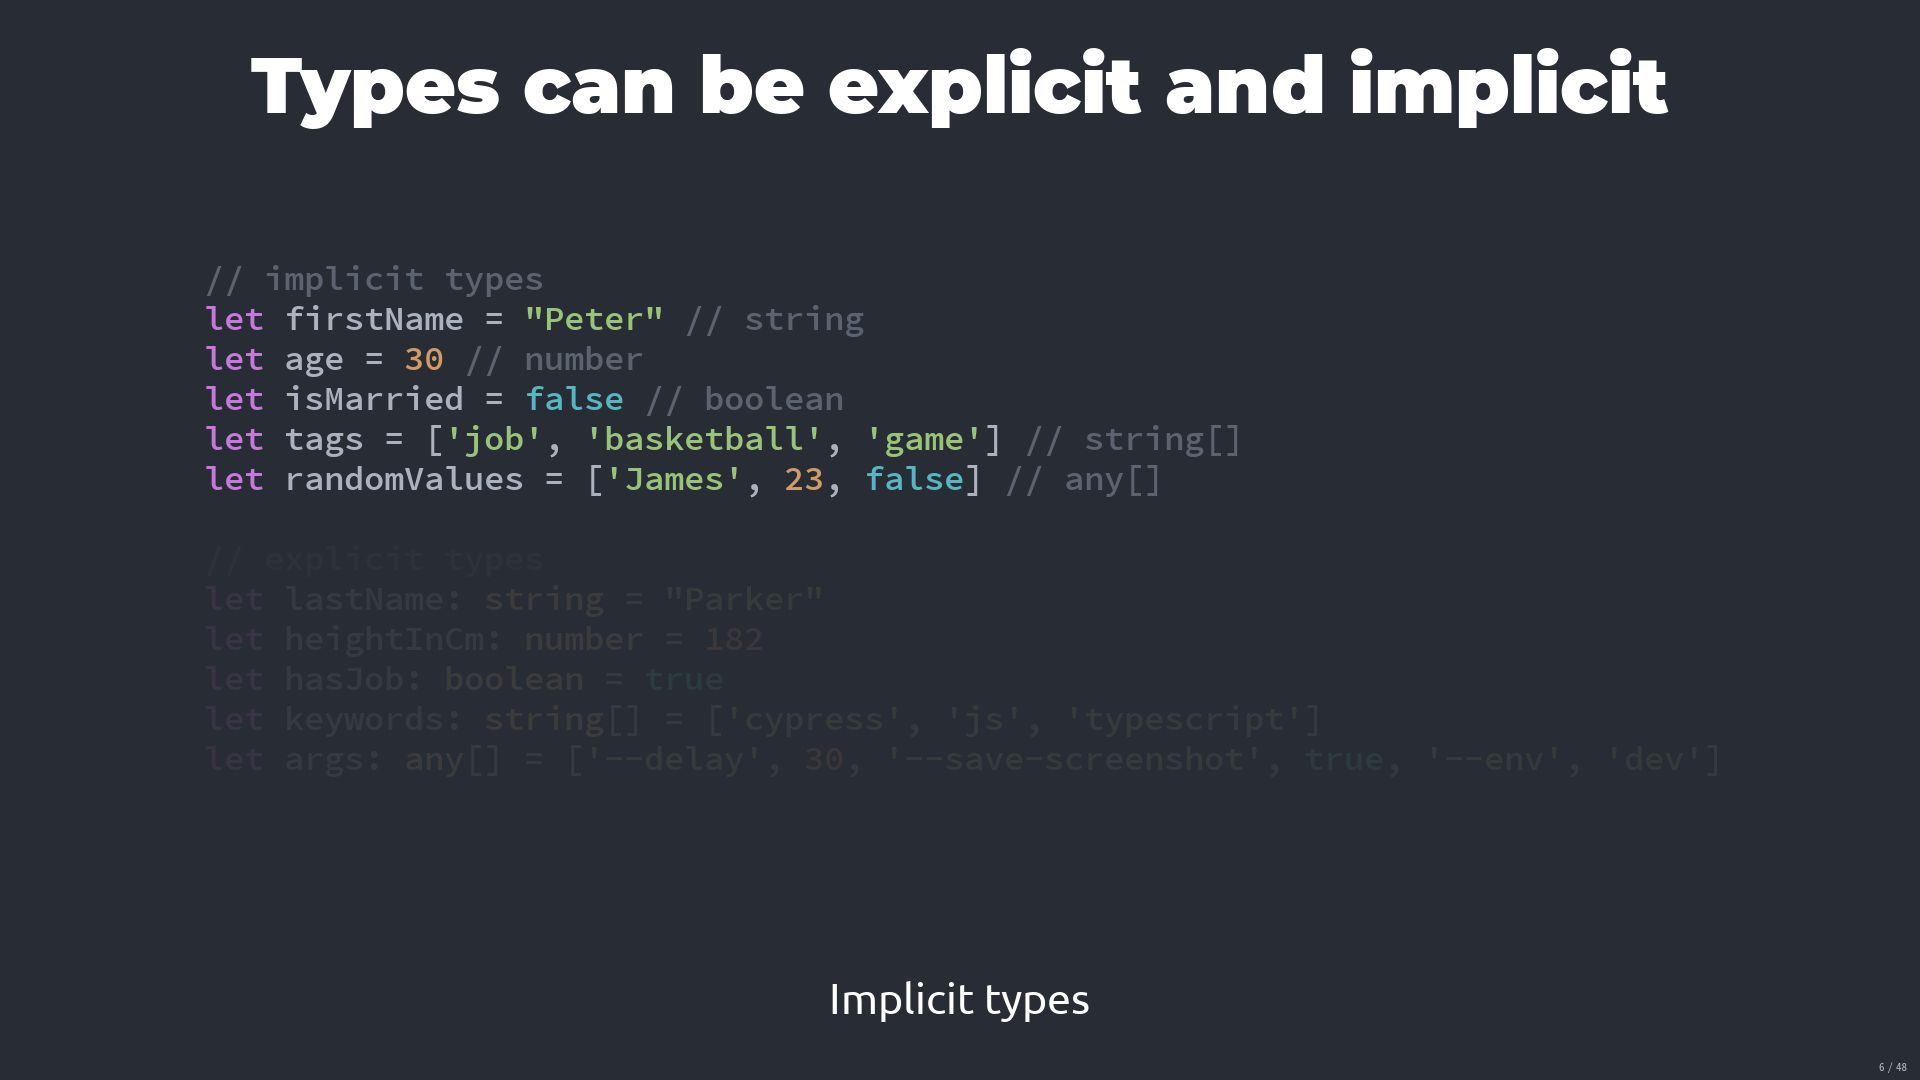 Types can be explicit and implicit
// implicit types
let firstName = "Peter" // string
let age = 30 // number
let isMarried = false // boolean
let tags = ['job', 'basketball', 'game'] // string[]
let randomValues = ['James', 23, false] // any[]
// explicit types
let lastName: string = "Parker"
let heightInCm: number = 182
let hasJob: boolean = true
let keywords: string[] = ['cypress', 'js', 'typescript']
let args: any[] = ['--delay', 30, '--save-screenshot', true, '--env', 'dev']
Implicit types
6 / 48